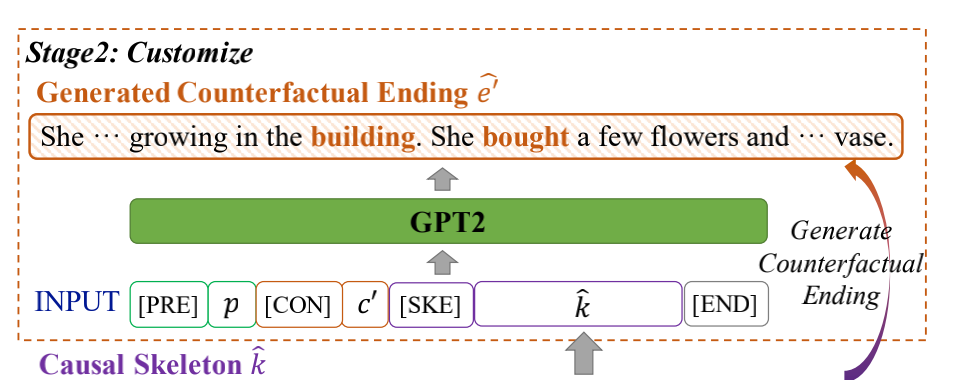 Stage2: Customize
Generated Counterfactual Ending ê'
She ⋯ growing in the building. She bought a few flowers and ⋯ vase.
GPT2
Generate
Counterfactual
Ending
INPUT [PRE] p [CON] c' [SKE] k̂ [END]
Causal Skeleton k̂